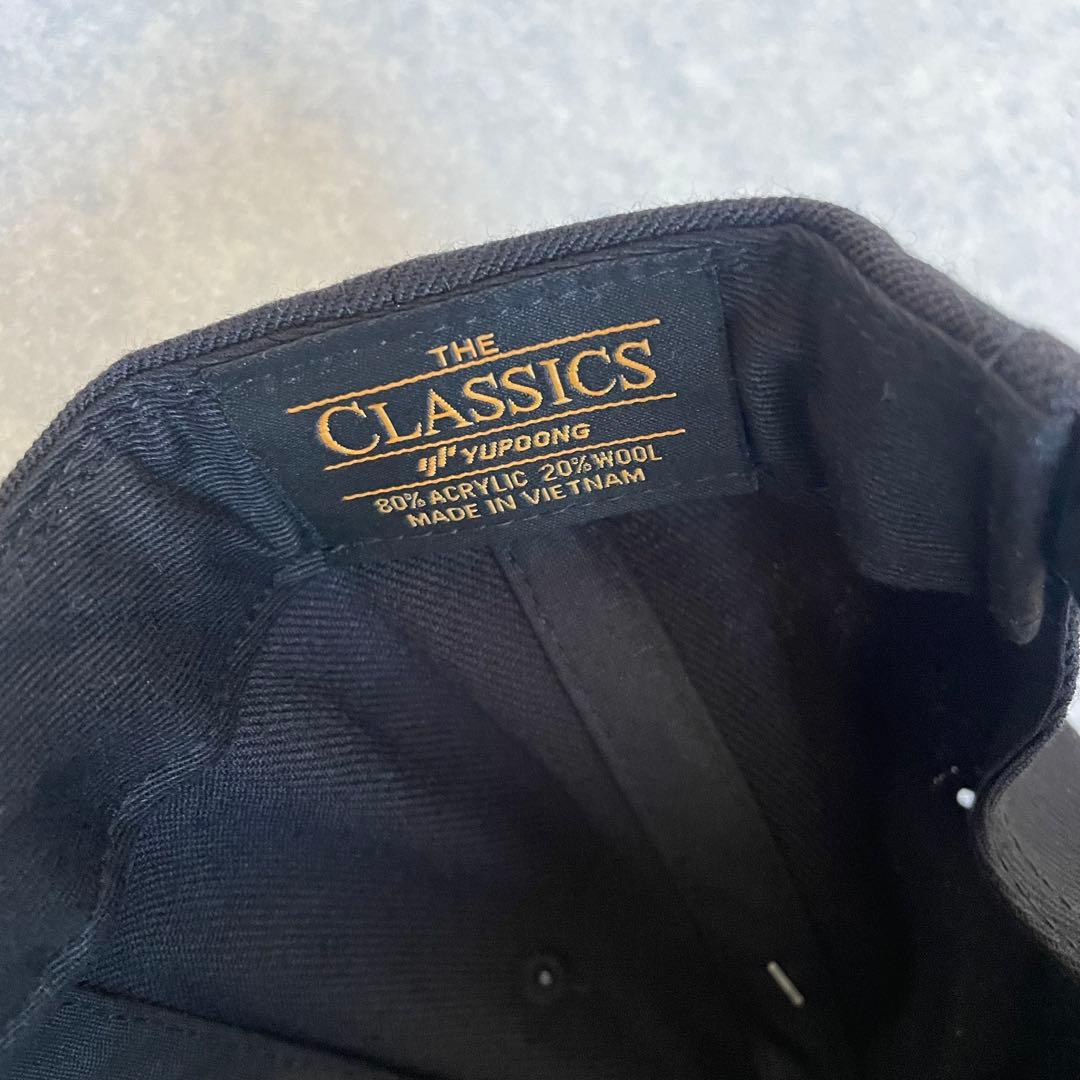 THE
CLASSICS
YUPOONG
80% ACRYLIC 20% WOOL
MADE IN VIETNAM